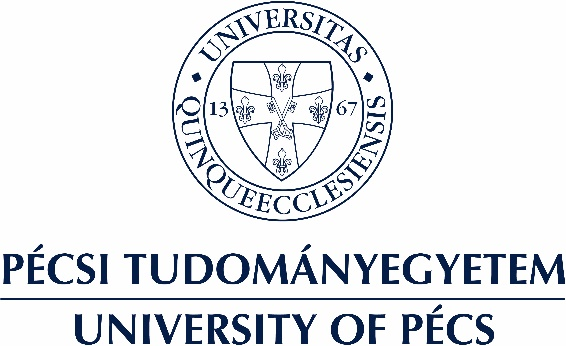 UNIVERSITAS
QUINQUEECCLESIENSIS
13 67
PÉCSI TUDOMÁNYEGYETEM
UNIVERSITY OF PÉCS